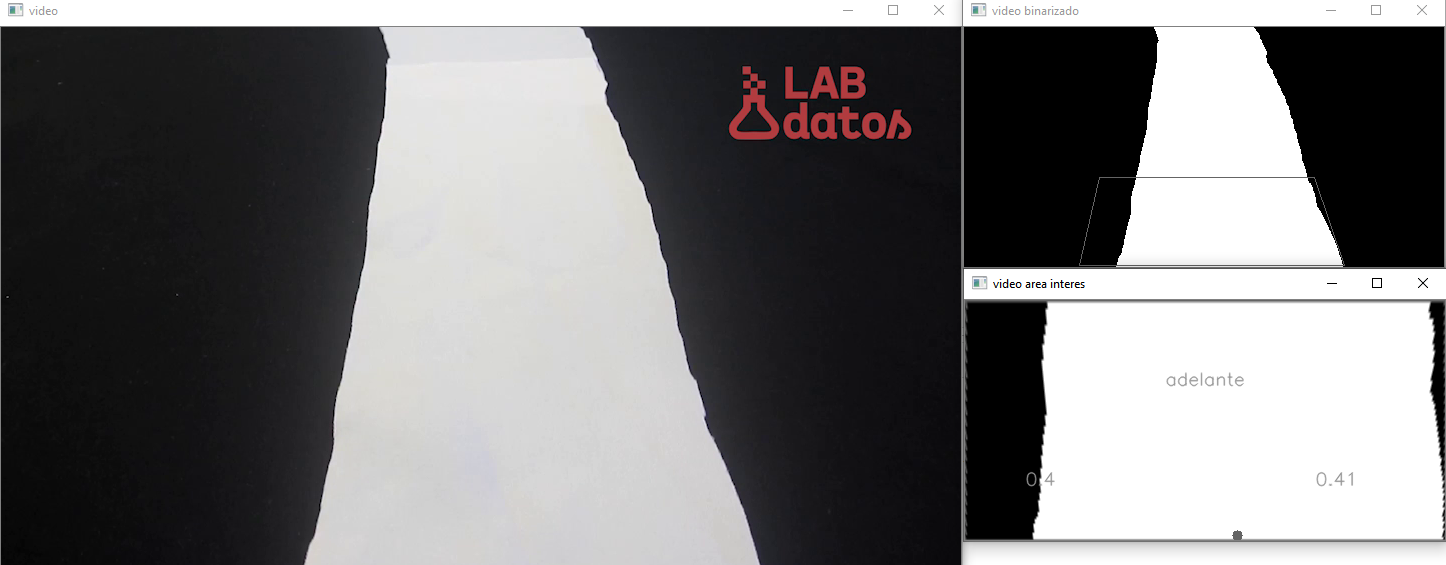 video
LAB
datos
video binarizado
video area interes
adelante
0.4
0.41